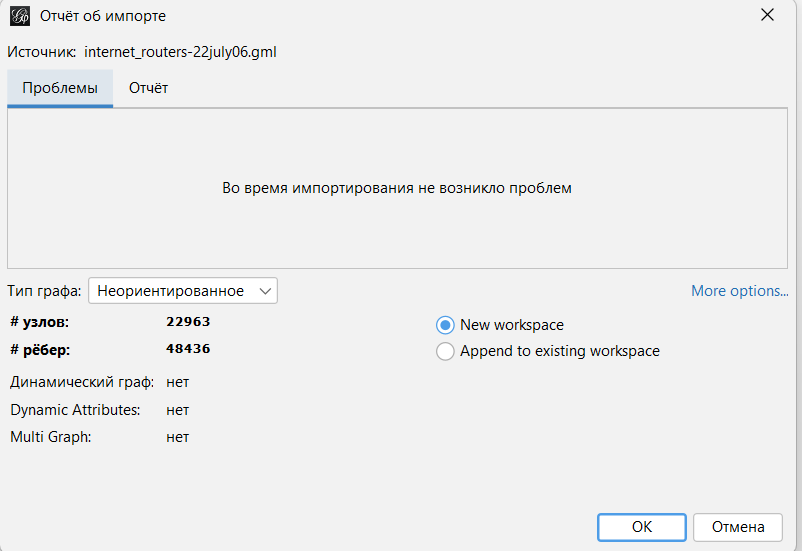 Отчёт об импорте
Источник: internet_routers-22july06.gml
Проблемы Отчёт
Во время импортирования не возникло проблем
Тип графа: Неориентированное More options...
# узлов: 22963 New workspace
# рёбер: 48436 Append to existing workspace
Динамический граф: нет
Dynamic Attributes: нет
Multi Graph: нет
OK Отмена